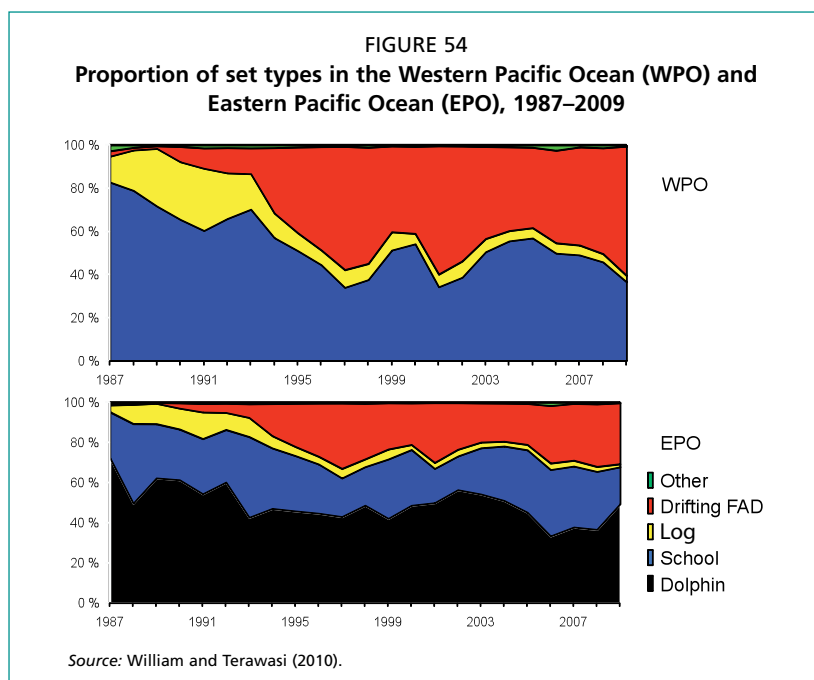 FIGURE 54
Proportion of set types in the Western Pacific Ocean (WPO) and
Eastern Pacific Ocean (EPO), 1987–2009
100 %
80 %
60 %
40 %
20 %
0 %
1987 1991 1995 1999 2003 2007
WPO
100 %
80 %
60 %
40 %
20 %
0 %
1987 1991 1995 1999 2003 2007
EPO
Other
Drifting FAD
Log
School
Dolphin
Source: William and Terawasi (2010).